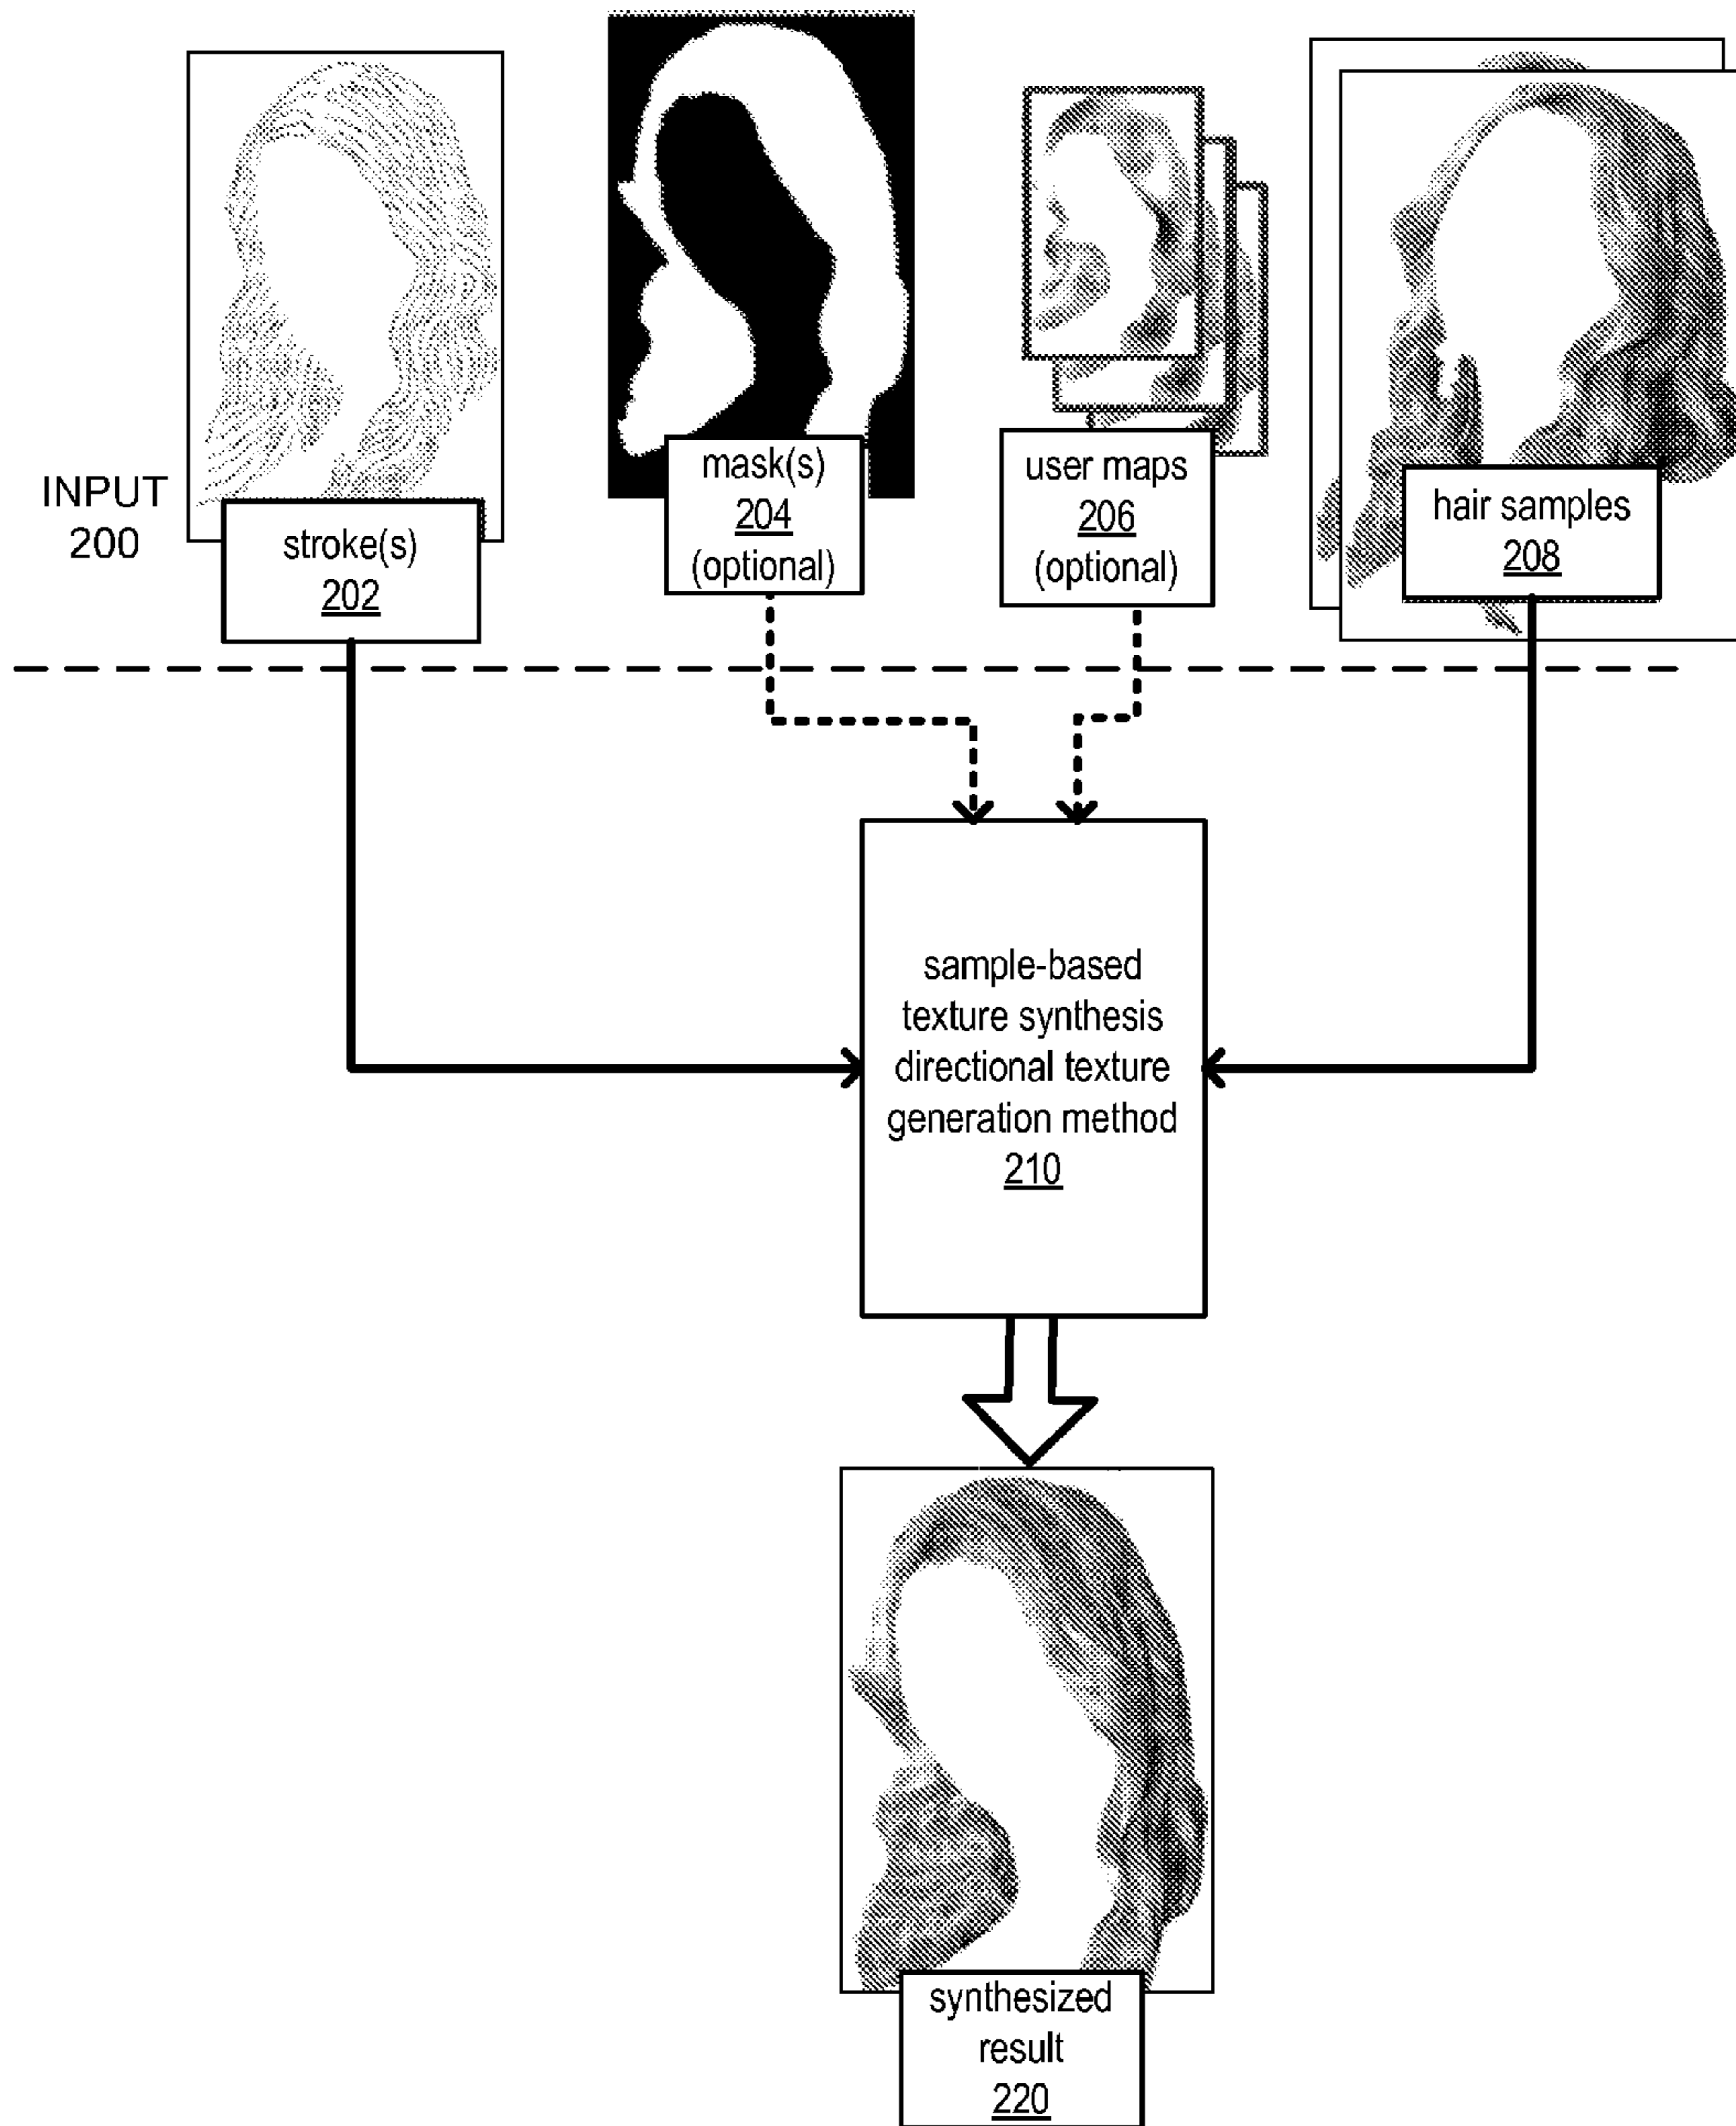 INPUT
200
stroke(s)
202
mask(s)
204
(optional)
user maps
206
(optional)
hair samples
208
sample-based
texture synthesis
directional texture
generation method
210
synthesized
result
220